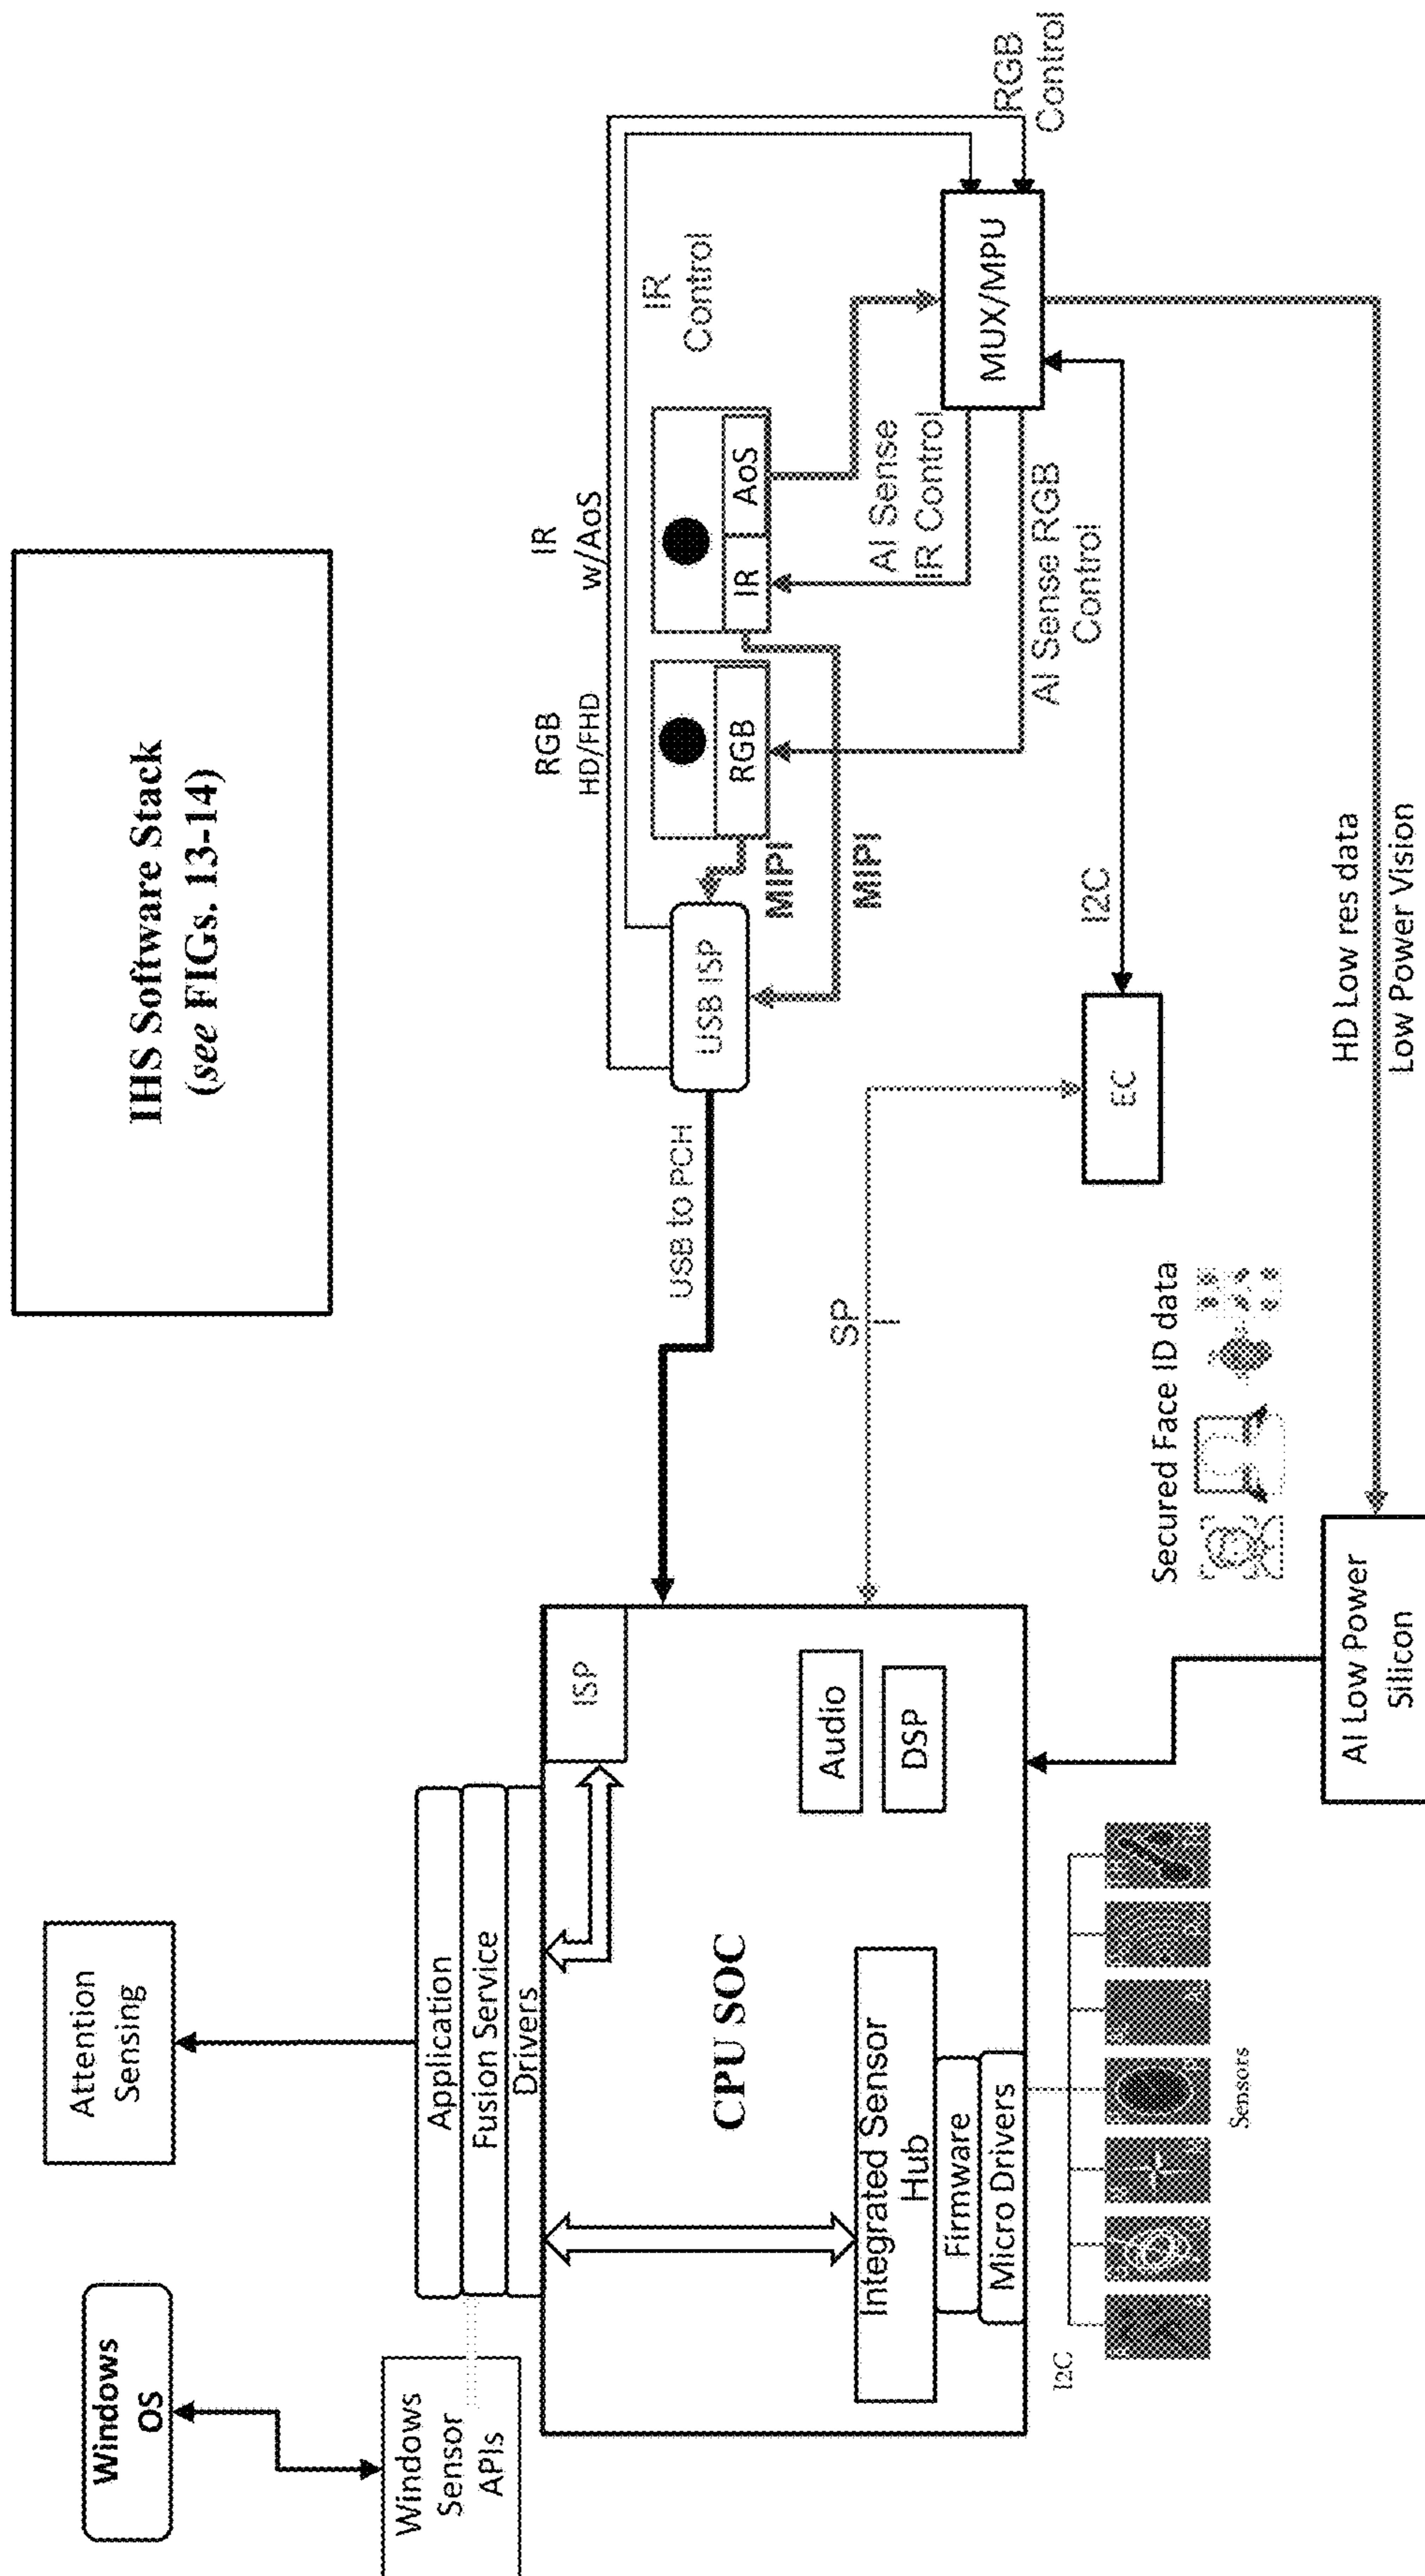 IHS Software Stack
(see FIGs. 13-14)
Windows
OS
Attention
Sensing
Windows
Sensor
APIs
Application
Fusion Service
Drivers
CPU SOC
ISP
Audio
DSP
Integrated Sensor
Hub
Firmware
Micro Drivers
I2C
Sensors
AI Low Power
Silicon
Secured Face ID data
USB to PCH
SP
I
EC
I2C
USB ISP
MIPI
MIPI
RGB
HD/FHD
RGB
IR
w/AoS
IR
AoS
IR
Control
AI Sense
IR Control
AI Sense RGB
Control
MUX/MPU
RGB
Control
HD Low res data
Low Power Vision